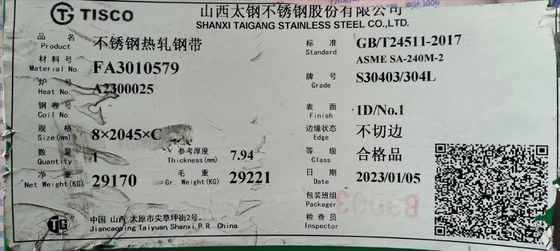 TISCO
山西太钢不锈钢股份有限公司
SHANXI TAIGANG STAINLESS STEEL CO.,LTD.
品名 不锈钢热轧钢带 标准 GB/T24511-2017
Product Standard ASME SA-240M-2
材料号 FA3010579 牌号 S30403/304L
Material No. Grade
炉号 A2300025
Heat No.
钢卷号 表面 1D/No.1
Coil No. Finish
规格 8×2045×C 边缘状态 不切边
Size(mm) Edge
数量 1 参考厚度 7.94 等级 合格品
Quantity Thickness(mm) Class
净重 29170 毛重 29221 日期 2023/01/05
Net Weight(KG) Gr. Weight(KG) Date
包装班组
Packager
中国 山西 太原市尖草坪街2号。 检查员
Jiancaoping Taiyuan Shanxi, P.R. China Inspector